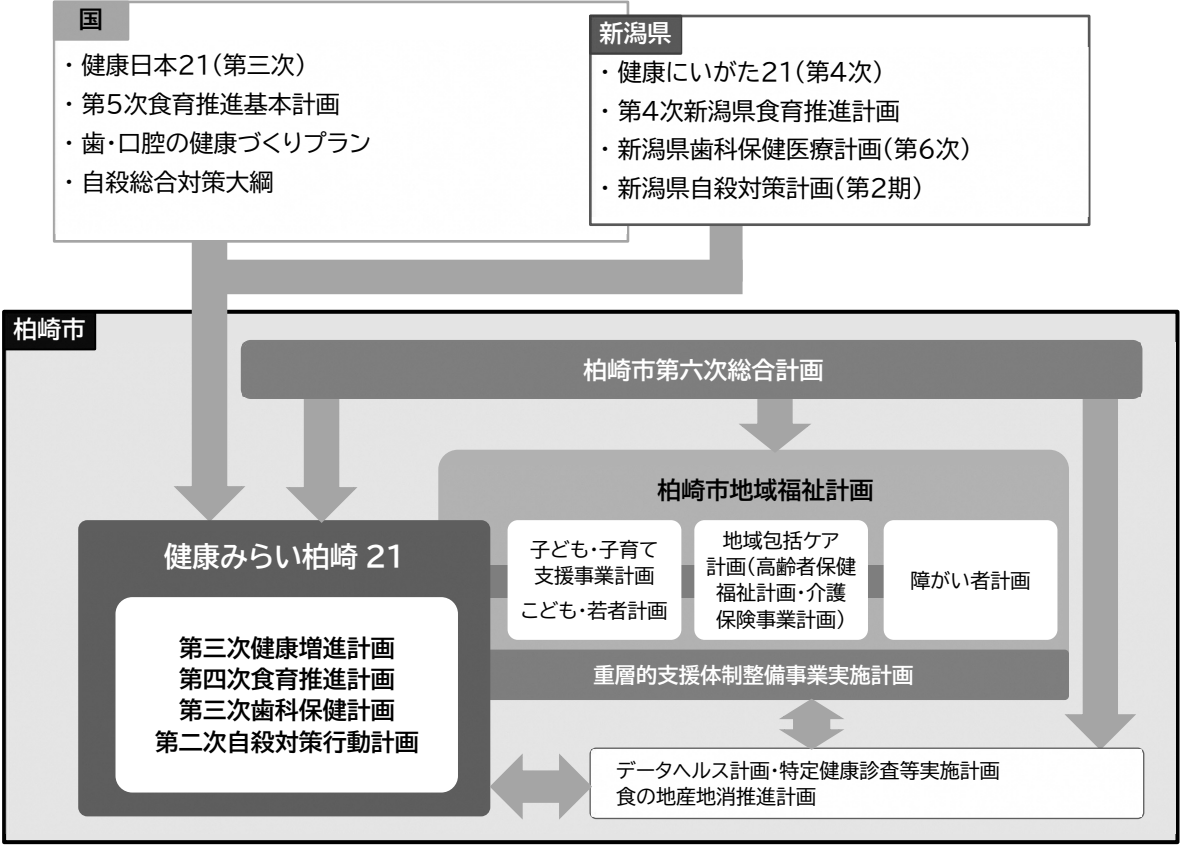 国
・健康日本21(第三次)
・第5次食育推進基本計画
・歯・口腔の健康づくりプラン
・自殺総合対策大綱
新潟県
・健康にいがた21(第4次)
・第4次新潟県食育推進計画
・新潟県歯科保健医療計画(第6次)
・新潟県自殺対策計画(第2期)
柏崎市
柏崎市第六次総合計画
柏崎市地域福祉計画
子ども・子育て
支援事業計画
こども・若者計画
地域包括ケア
計画(高齢者保健
福祉計画・介護
保険事業計画)
障がい者計画
重層的支援体制整備事業実施計画
健康みらい柏崎 21
第三次健康増進計画
第四次食育推進計画
第三次歯科保健計画
第二次自殺対策行動計画
データヘルス計画・特定健康診査等実施計画
食の地産地消推進計画